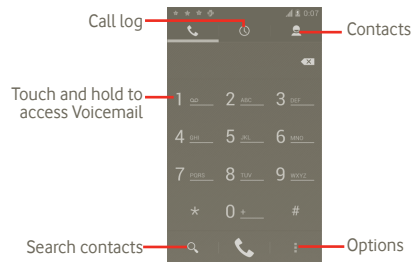 Call log
0:07
Contacts
Touch and hold to
access Voicemail
1
2 ABC
3 DEF
4 GHI
5 JKL
6 MNO
7 PQRS
8 TUV
9 WXYZ
*
0 +
#
Search contacts
Options